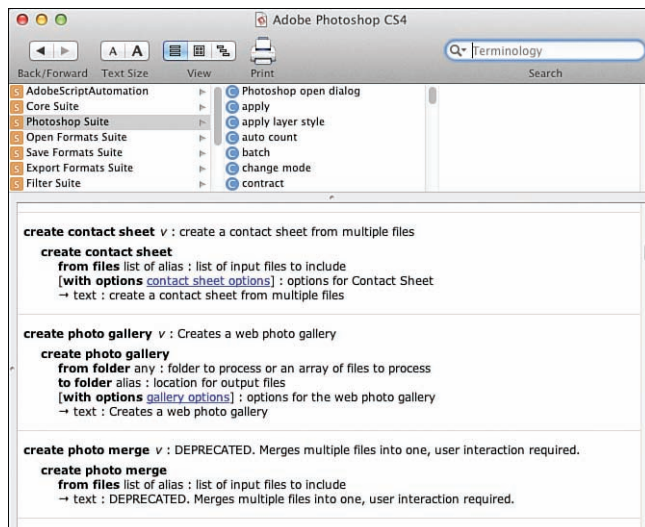 Adobe Photoshop CS4
A A
Terminology
Back/Forward Text Size View Print Search
S AdobeScriptAutomation
S Core Suite
S Photoshop Suite
S Open Formats Suite
S Save Formats Suite
S Export Formats Suite
S Filter Suite
C Photoshop open dialog
C apply
C apply layer style
C auto count
C batch
C change mode
C contract
create contact sheet v : create a contact sheet from multiple files
create contact sheet
from files list of alias : list of input files to include
[with options contact sheet options] : options for Contact Sheet
→ text : create a contact sheet from multiple files
create photo gallery v : Creates a web photo gallery
create photo gallery
from folder any : folder to process or an array of files to process
to folder alias : location for output files
[with options gallery options] : options for the web photo gallery
→ text : Creates a web photo gallery
create photo merge v : DEPRECATED. Merges multiple files into one, user interaction required.
create photo merge
from files list of alias : list of input files to include
→ text : DEPRECATED. Merges multiple files into one, user interaction required.